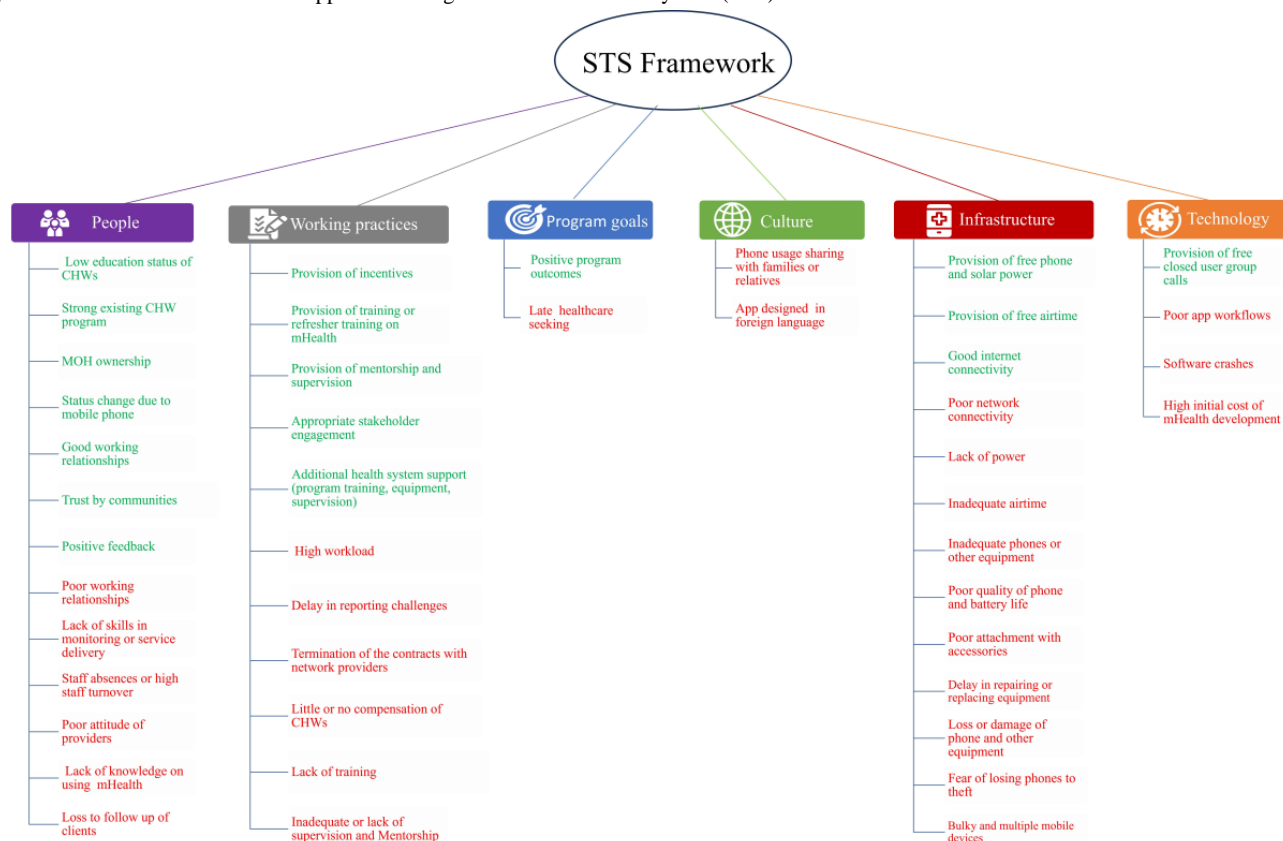 STS Framework
People
Low education status of
CHWs
Strong existing CHW
program
MOH ownership
Status change due to
mobile phone
Good working
relationships
Trust by communities
Positive feedback
Poor working
relationships
Lack of skills in
monitoring or service
delivery
Staff absences or high
staff turnover
Poor attitude of
providers
Lack of knowledge on
using mHealth
Loss to follow up of
clients
Working practices
Provision of incentives
Provision of training or
refresher training on
mHealth
Provision of mentorship and
supervision
Appropriate stakeholder
engagement
Additional health system support
(program training, equipment,
supervision)
High workload
Delay in reporting challenges
Termination of the contracts with
network providers
Little or no compensation of
CHWs
Lack of training
Inadequate or lack of
supervision and Mentorship
Program goals
Positive program
outcomes
Late healthcare
seeking
Culture
Phone usage sharing
with families or
relatives
App designed in
foreign language
Infrastructure
Provision of free phone
and solar power
Provision of free airtime
Good internet
connectivity
Poor network
connectivity
Lack of power
Inadequate airtime
Inadequate phones or
other equipment
Poor quality of phone
and battery life
Poor attachment with
accessories
Delay in repairing or
replacing equipment
Loss or damage of
phone and other
equipment
Fear of losing phones to
theft
Bulky and multiple mobile
devices
Technology
Provision of free
closed user group
calls
Poor app workflows
Software crashes
High initial cost of
mHealth development